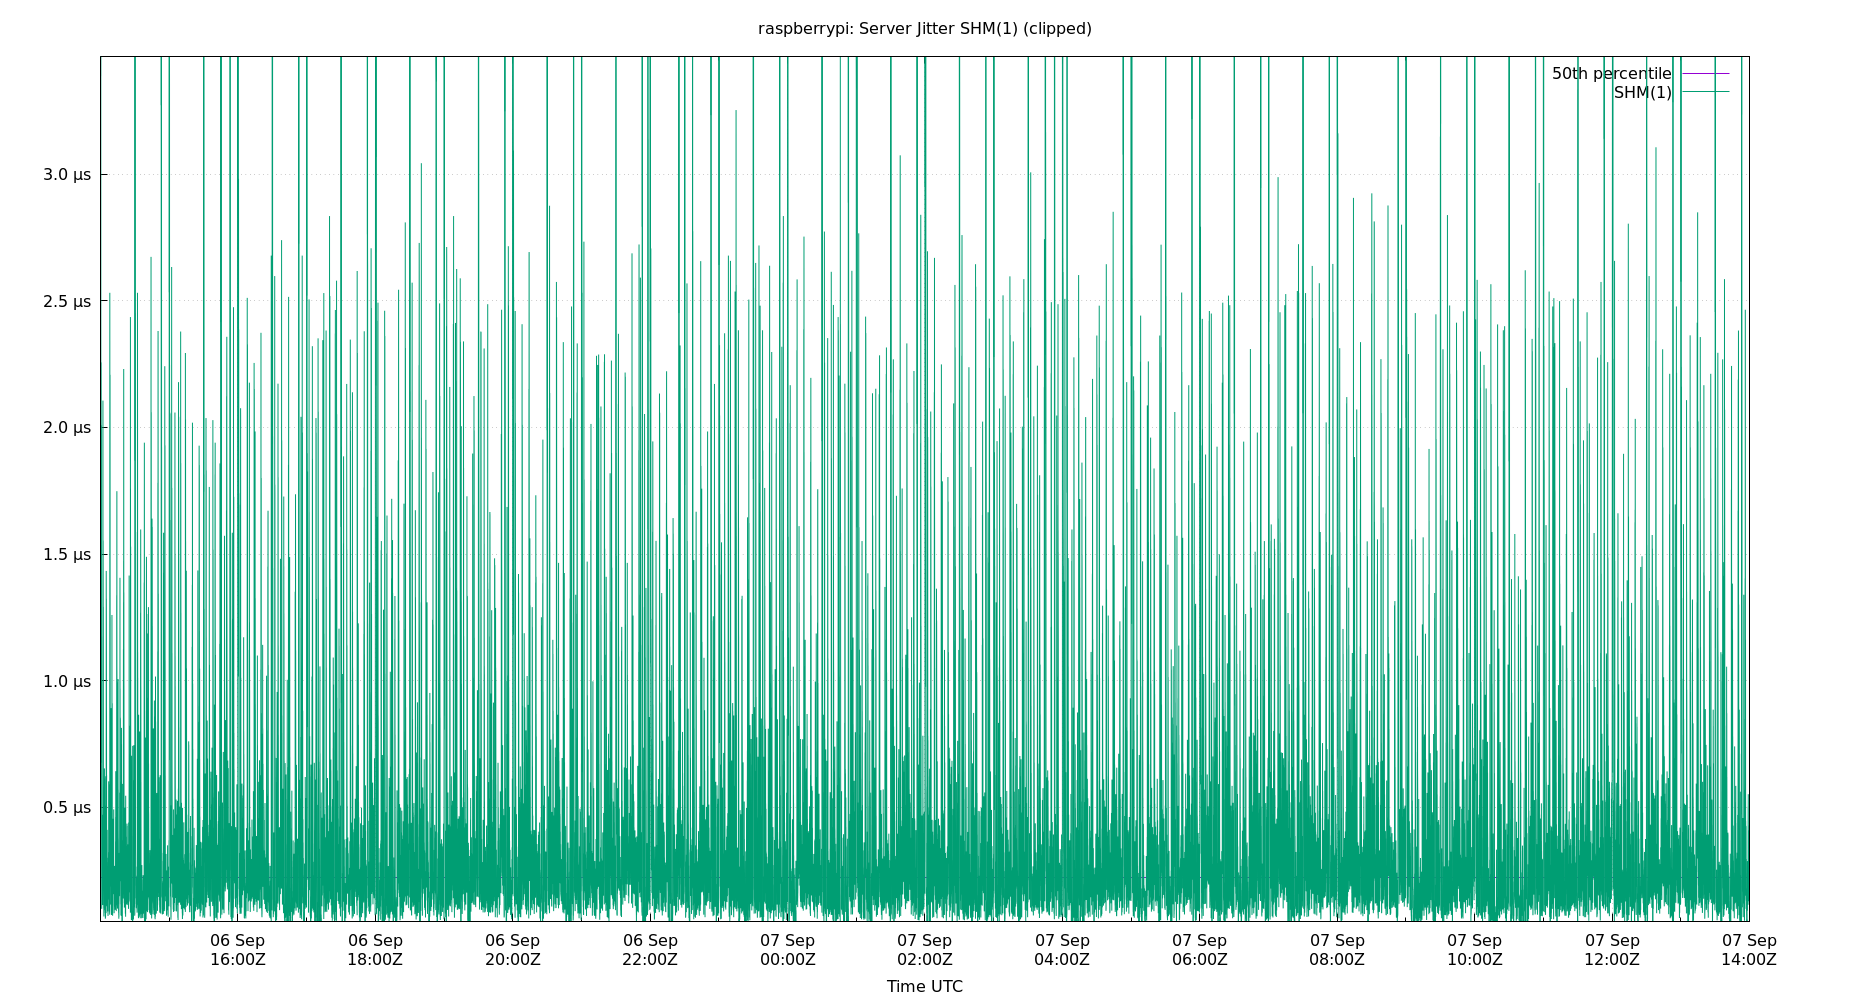 raspberrypi: Server Jitter SHM(1) (clipped)
50th percentile
SHM(1)
3.0 µs
2.5 µs
2.0 µs
1.5 µs
1.0 µs
0.5 µs
06 Sep 06 Sep 06 Sep 06 Sep 07 Sep 07 Sep 07 Sep 07 Sep 07 Sep 07 Sep 07 Sep 07 Sep
16:00Z 18:00Z 20:00Z 22:00Z 00:00Z 02:00Z 04:00Z 06:00Z 08:00Z 10:00Z 12:00Z 14:00Z
Time UTC